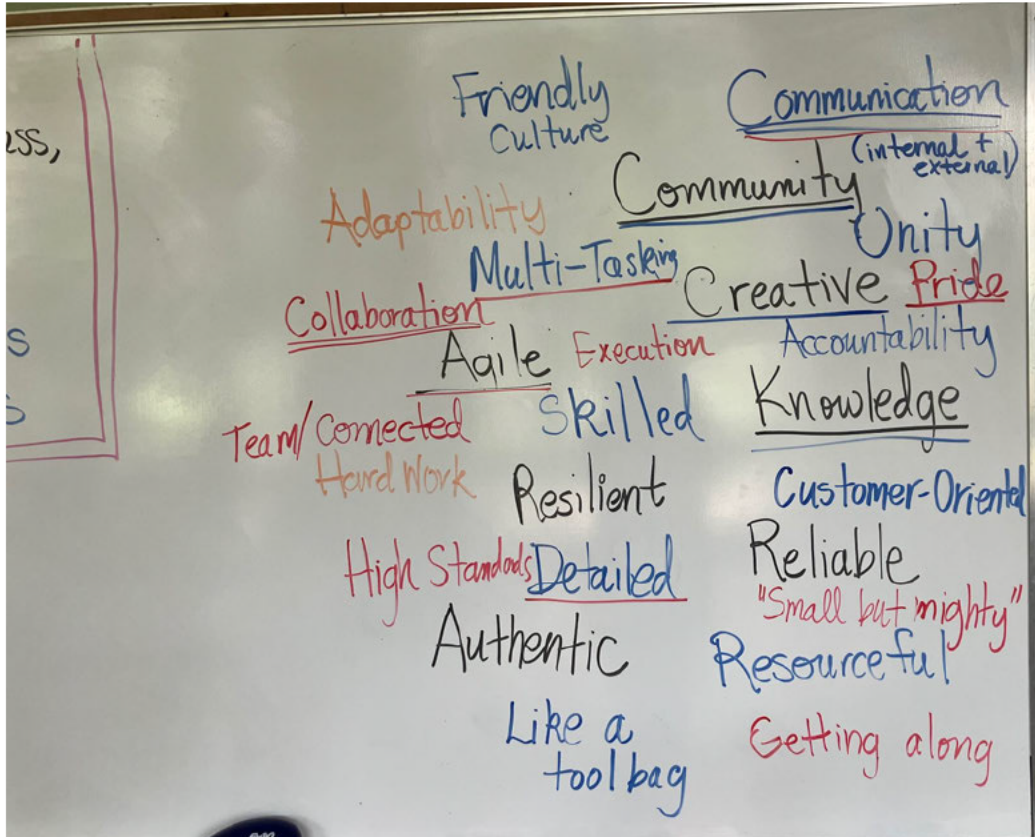 ss,
s
s
Friendly
Culture
Communication
(internal +
external)
Community
Adaptability
Unity
Multi-Tasking
Creative Pride
Collaboration
Accountability
Agile Execution
Knowledge
Skilled
Team/Connected
Hard Work
Resilient
Customer-Oriented
High Standards Detailed
Reliable
"Small but mighty"
Authentic
Resourceful
Like a
tool bag
Getting along